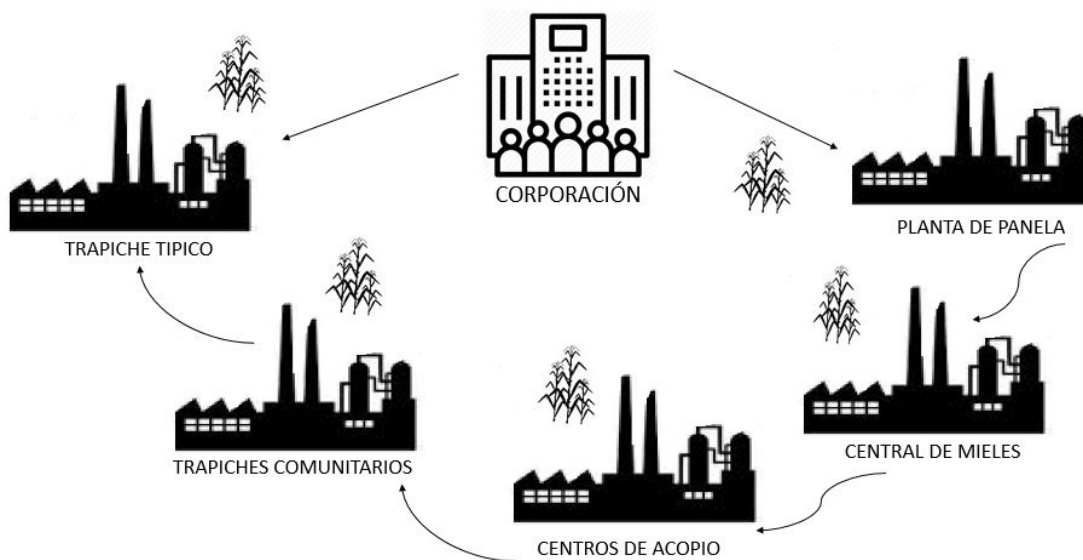 CORPORACIÓN
PLANTA DE PANELA
TRAPICHE TIPICO
CENTRAL DE MIELES
TRAPICHES COMUNITARIOS
CENTROS DE ACOPIO